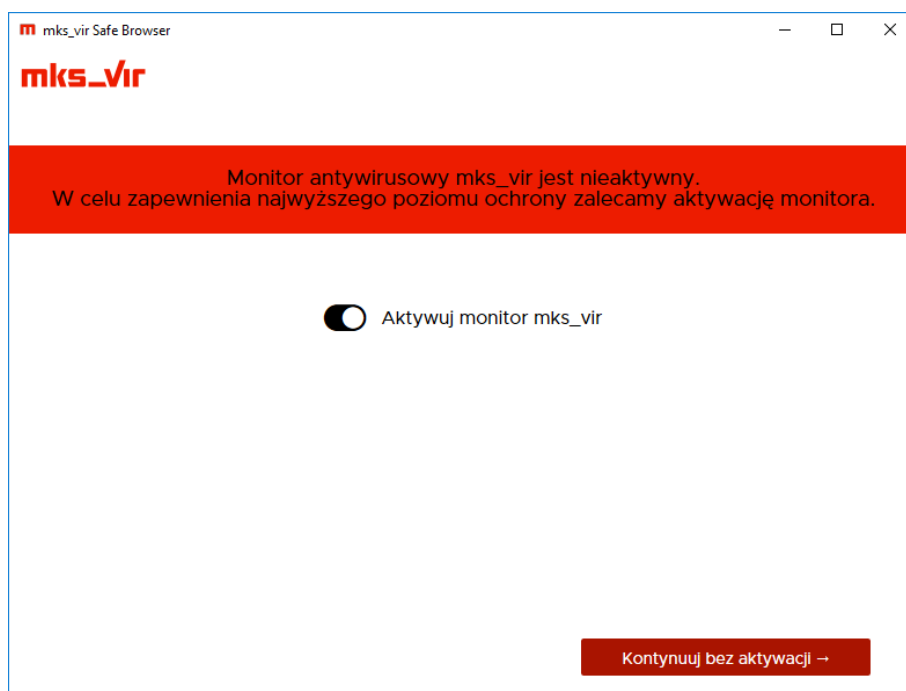 mks_vir Safe Browser
mks_vir
Monitor antywirusowy mks_vir jest nieaktywny.
W celu zapewnienia najwyższego poziomu ochrony zalecamy aktywację monitora.
Aktywuj monitor mks_vir
Kontynuuj bez aktywacji →